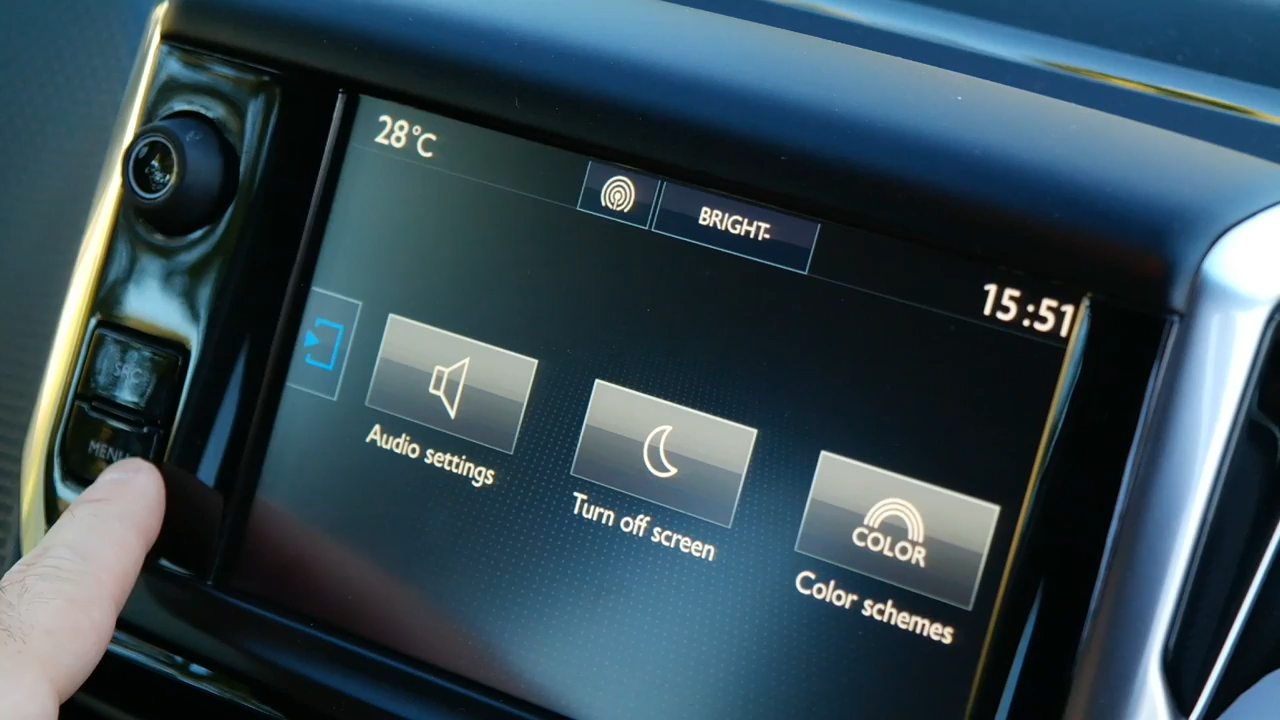 28°C
BRIGHT-
15:51
SRC
MENU
Audio settings
Turn off screen
COLOR
Color schemes